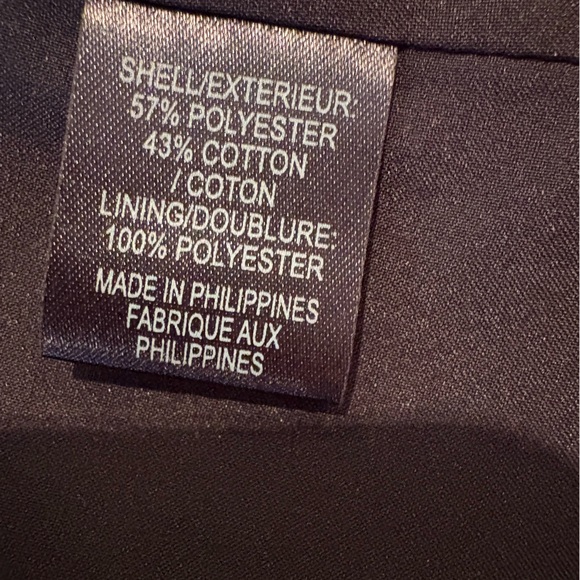 SHELL/EXTERIEUR:
57% POLYESTER
43% COTTON
/ COTON
LINING/DOUBLURE:
100% POLYESTER
MADE IN PHILIPPINES
FABRIQUE AUX
PHILIPPINES